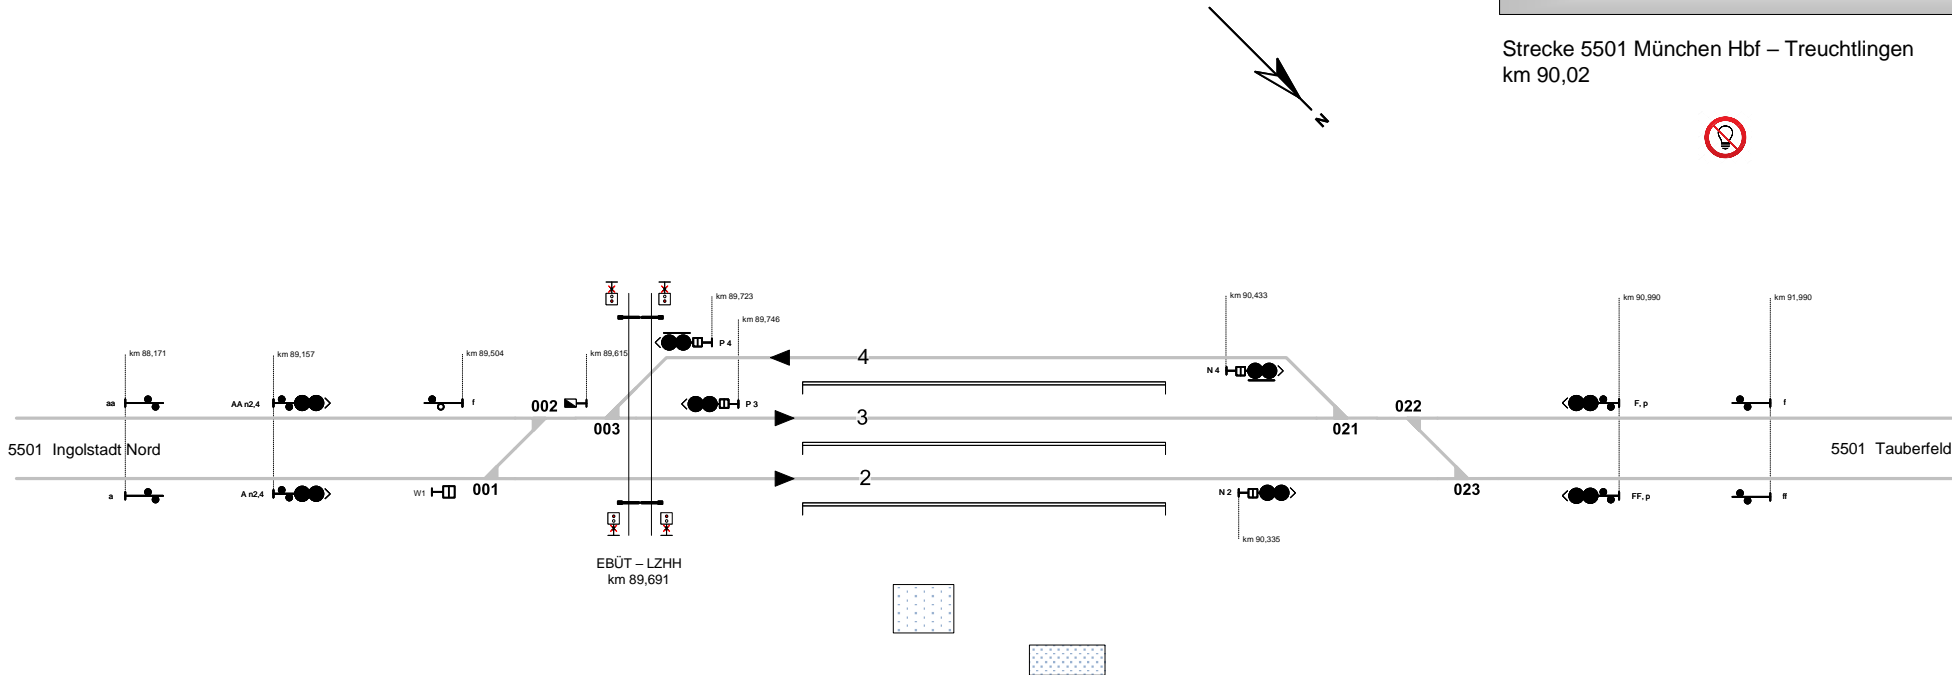 Strecke 5501 München Hbf – Treuchtlingen
km 90,02
N
km 89,723
km 90,433
km 90,990
km 91,990
km 89,746
P 4
km 88,171
km 89,157
km 89,504
km 89,615
4
N 4
aa
AA n2,4
f
002
P 3
022
F, p
f
3
003
021
5501 Ingolstadt Nord
5501 Tauberfeld
2
a
A n2,4
W1
001
N 2
023
FF, p
ff
km 90,335
EBÜT – LZHH
km 89,691